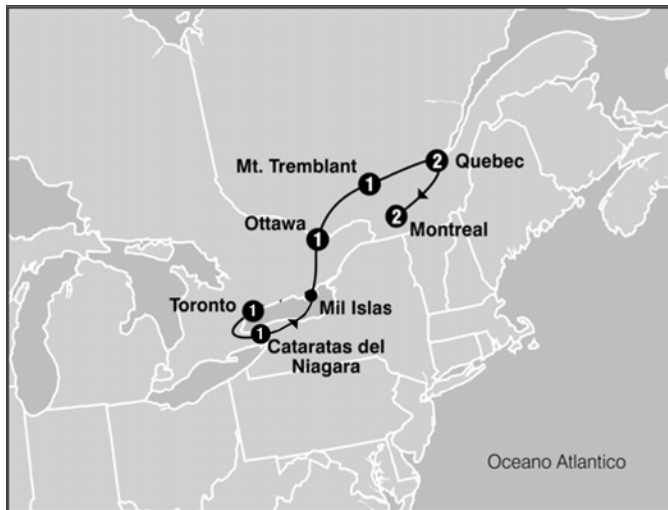 2
Quebec
Mt. Tremblant
1
2
Montreal
Ottawa
1
Toronto
1
Mil Islas
1
Cataratas del
Niagara
Oceano Atlantico